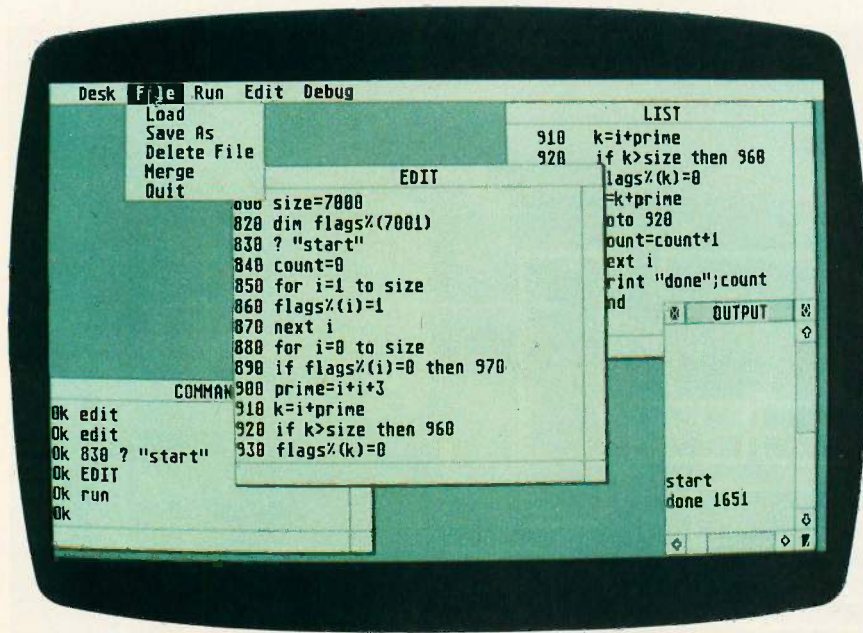 Desk File Run Edit Debug
Load
Save As
Delete File
Merge
Quit
LIST
910 k=i+prime
920 if k>size then 960
lags%(k)=0
=k+prime
oto 920
ount=count+1
ext i
rint "done";count
nd
EDIT
size=7000
820 dim flags%(7001)
830 ? "start"
840 count=0
850 for i=1 to size
860 flags%(i)=1
870 next i
880 for i=0 to size
890 if flags%(i)=0 then 970
900 prime=i+i+3
910 k=i+prime
920 if k>size then 960
930 flags%(k)=0
OUTPUT
start
done 1651
COMMAN
Ok edit
Ok edit
Ok 830 ? "start"
Ok EDIT
Ok run
Ok